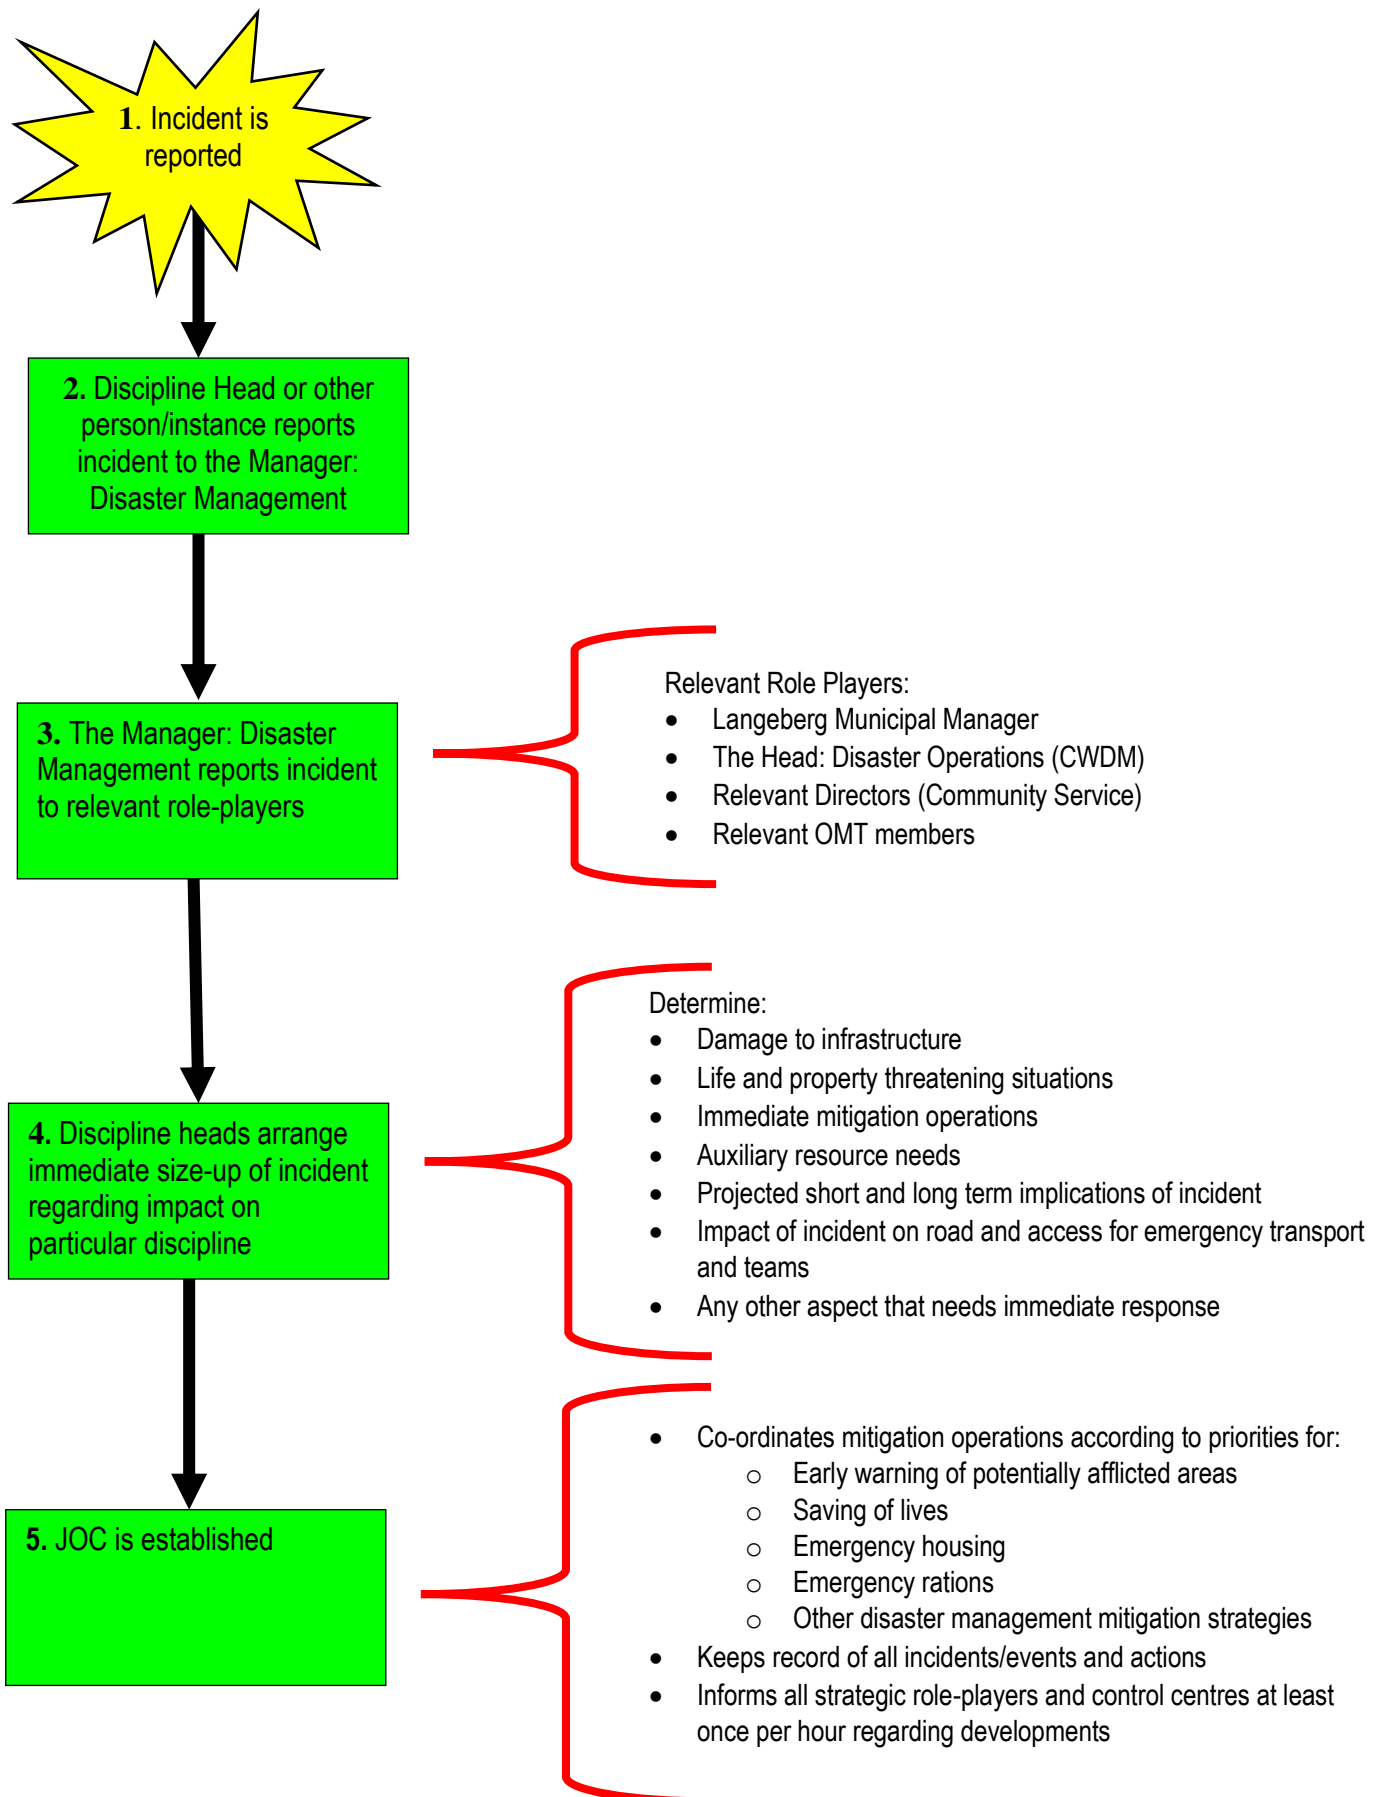 1. Incident is
reported
2. Discipline Head or other
person/instance reports
incident to the Manager:
Disaster Management
3. The Manager: Disaster
Management reports incident
to relevant role-players
Relevant Role Players:
• Langeberg Municipal Manager
• The Head: Disaster Operations (CWDM)
• Relevant Directors (Community Service)
• Relevant OMT members
4. Discipline heads arrange
immediate size-up of incident
regarding impact on
particular discipline
Determine:
• Damage to infrastructure
• Life and property threatening situations
• Immediate mitigation operations
• Auxiliary resource needs
• Projected short and long term implications of incident
• Impact of incident on road and access for emergency transport
and teams
• Any other aspect that needs immediate response
5. JOC is established
• Co-ordinates mitigation operations according to priorities for:
o Early warning of potentially afflicted areas
o Saving of lives
o Emergency housing
o Emergency rations
o Other disaster management mitigation strategies
• Keeps record of all incidents/events and actions
• Informs all strategic role-players and control centres at least
once per hour regarding developments